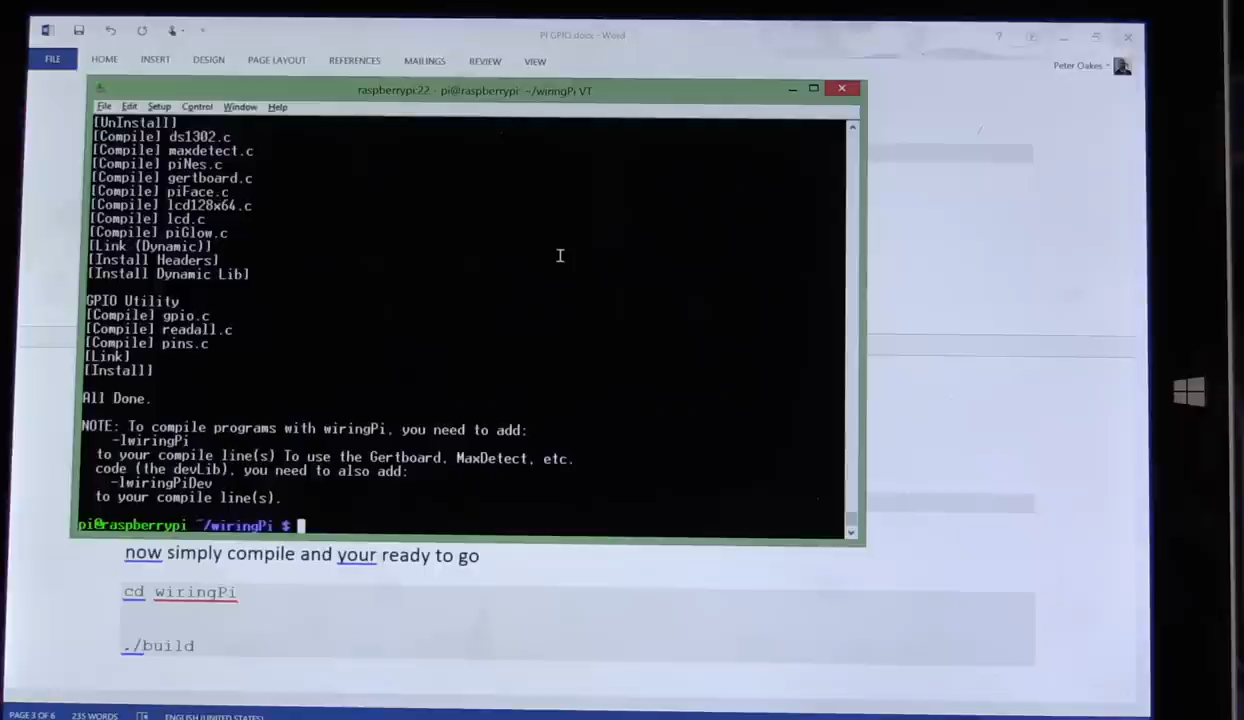 PI GPIO.docx - Word
FILE HOME INSERT DESIGN PAGE LAYOUT REFERENCES MAILINGS REVIEW VIEW
Peter Oakes
raspberrypi:22 - pi@raspberrypi: ~/wiringPi VT
File Edit Setup Control Window Help
[UnInstall]
[Compile] ds1302.c
[Compile] maxdetect.c
[Compile] piNes.c
[Compile] gertboard.c
[Compile] piFace.c
[Compile] lcd128x64.c
[Compile] lcd.c
[Compile] piGlow.c
[Link (Dynamic)]
[Install Headers]
[Install Dynamic Lib]
GPIO Utility
[Compile] gpio.c
[Compile] readall.c
[Compile] pins.c
[Link]
[Install]
All Done.
NOTE: To compile programs with wiringPi, you need to add:
-lwiringPi
to your compile line(s) To use the Gertboard, MaxDetect, etc.
code (the devLib), you need to also add:
-lwiringPiDev
to your compile line(s).
pi@raspberrypi ~/wiringPi $
now simply compile and your ready to go
cd wiringPi
./build
PAGE 3 OF 6 235 WORDS ENGLISH (UNITED STATES)